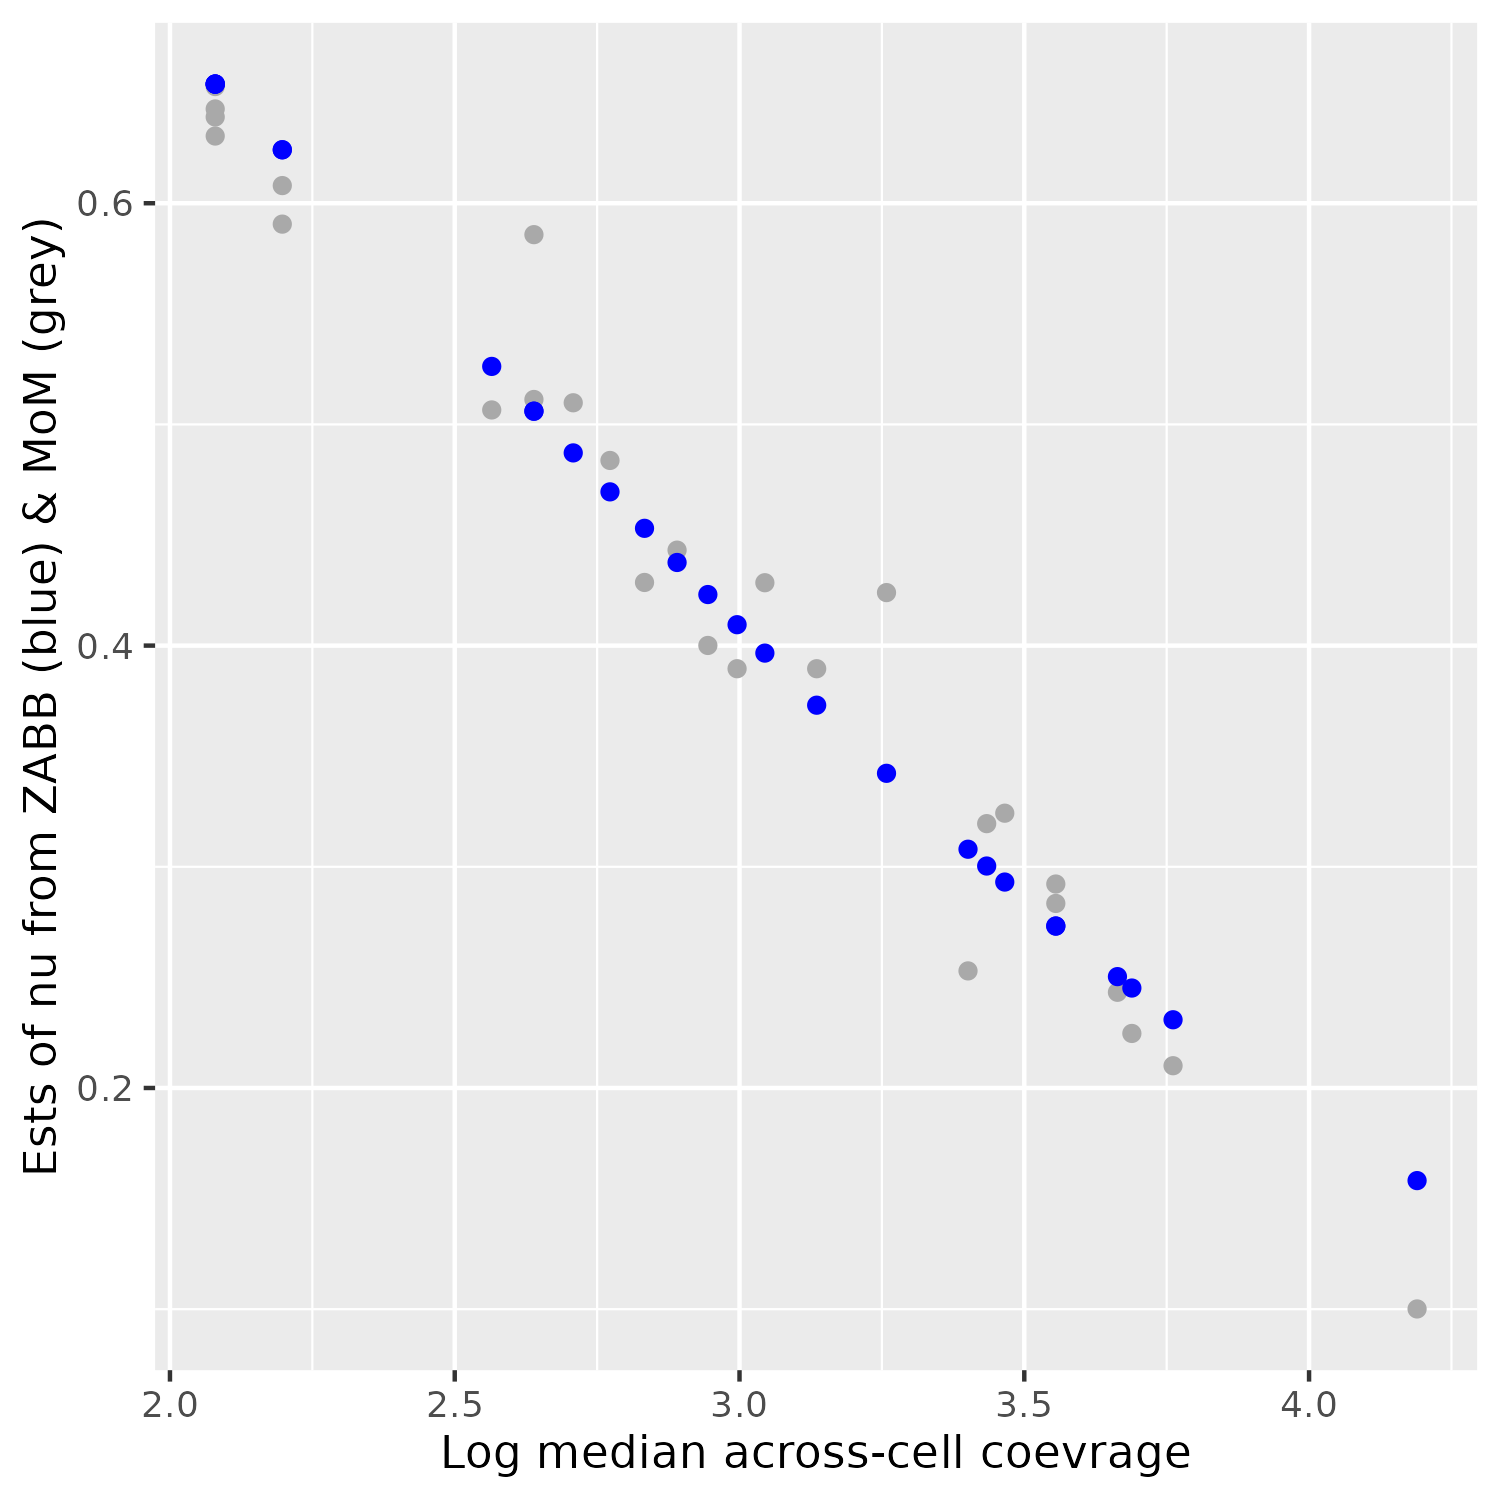 Ests of nu from ZABB (blue) & MoM (grey)
0.6
0.4
0.2
2.0 2.5 3.0 3.5 4.0
Log median across-cell coevrage